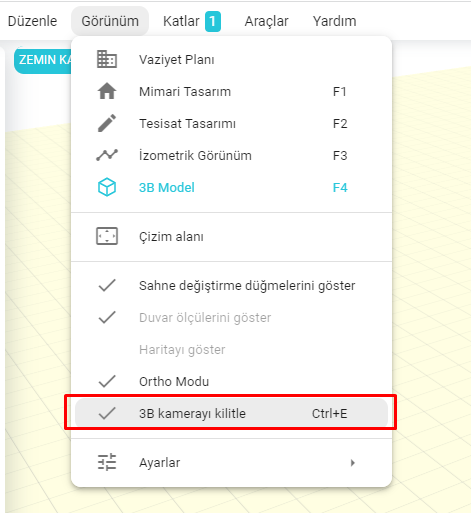 Düzenle Görünüm Katlar 1 Araçlar Yardım
ZEMIN KA
Vaziyet Planı
Mimari Tasarım F1
Tesisat Tasarımı F2
İzometrik Görünüm F3
3B Model F4
Çizim alanı
Sahne değiştirme düğmelerini göster
Duvar ölçülerini göster
Haritayı göster
Ortho Modu
3B kamerayı kilitle Ctrl+E
Ayarlar